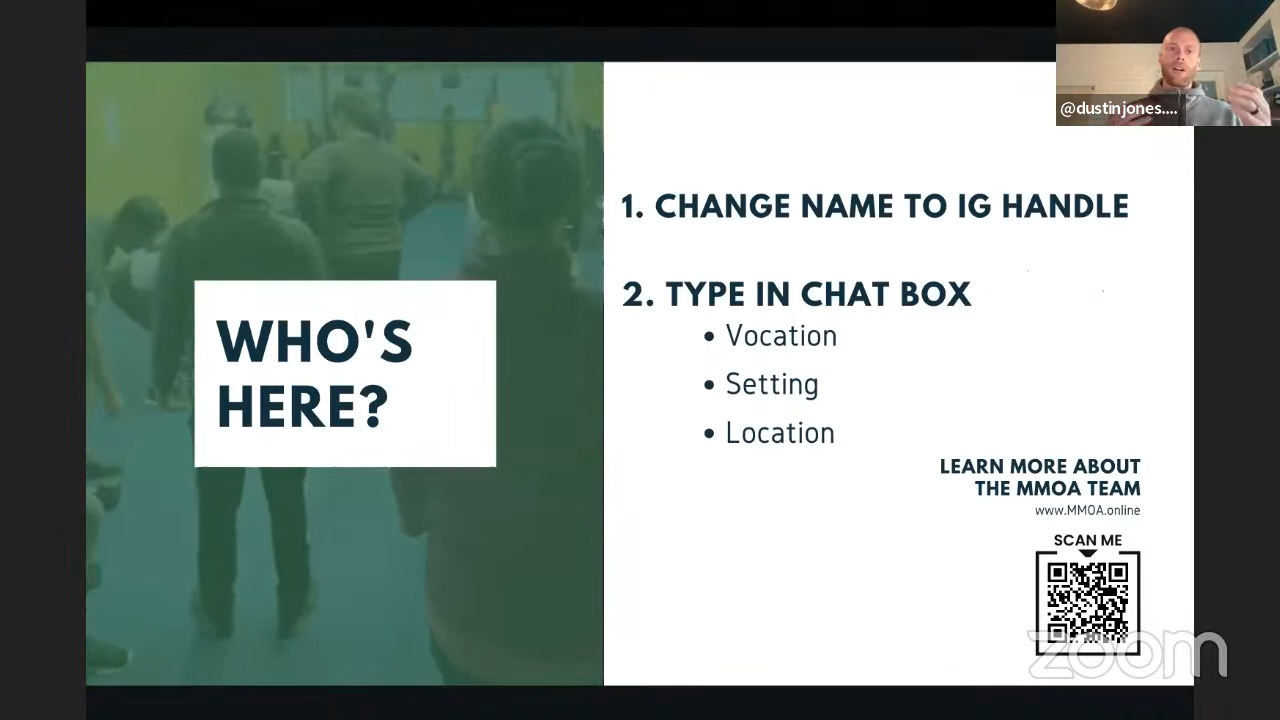 @dustinjones....
WHO'S
HERE?
1. CHANGE NAME TO IG HANDLE
2. TYPE IN CHAT BOX
• Vocation
• Setting
• Location
LEARN MORE ABOUT
THE MMOA TEAM
www.MMOA.online
SCAN ME
zoom